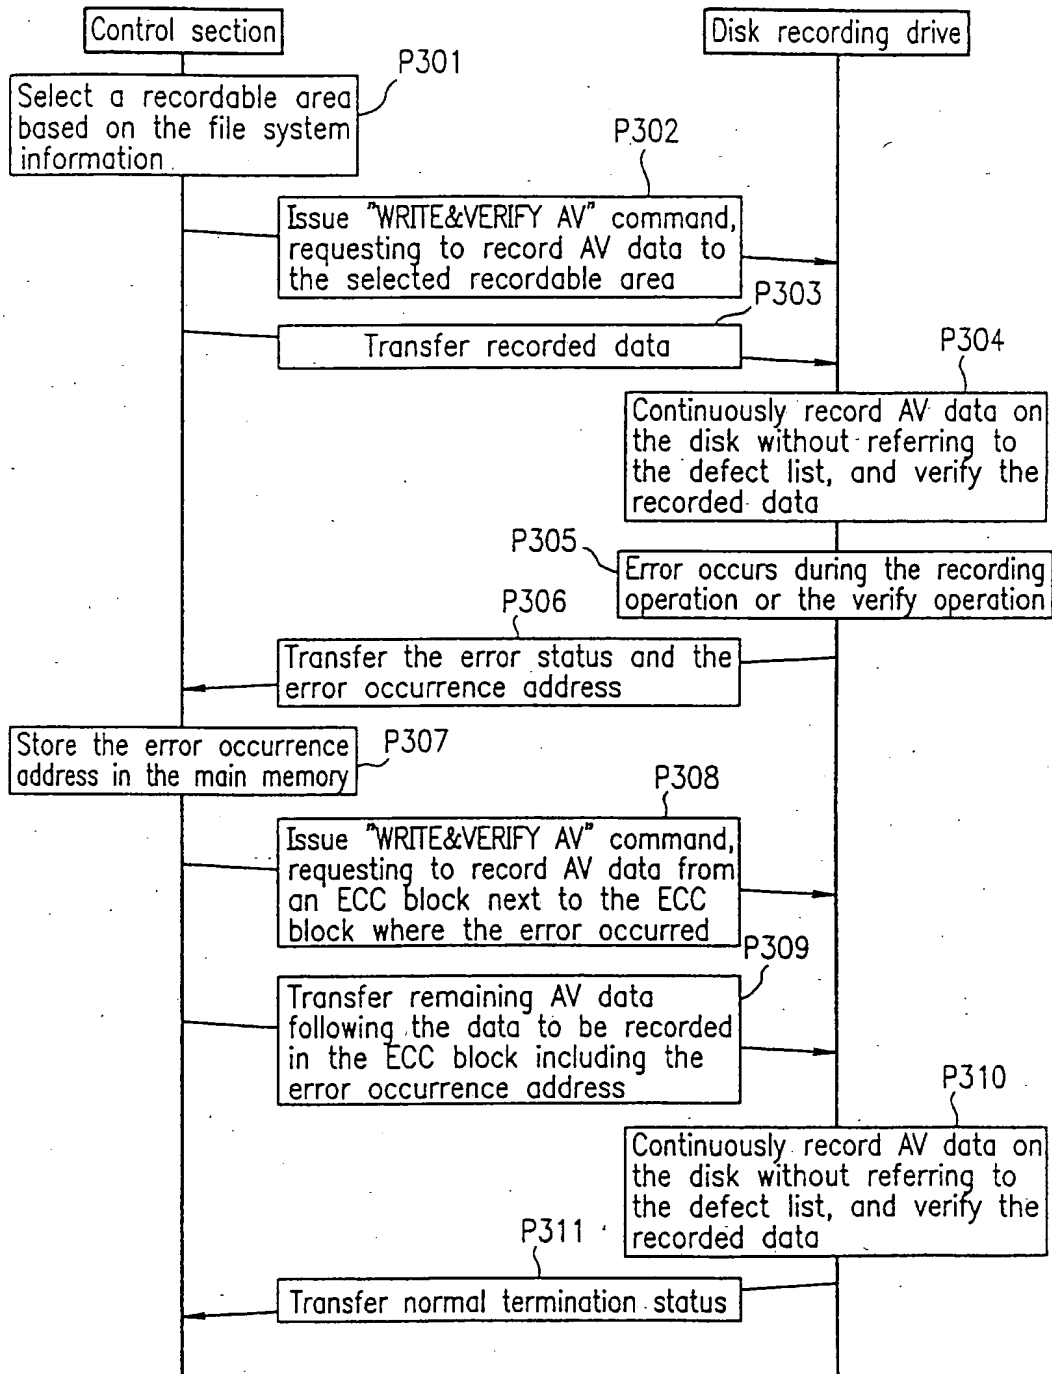 Control section
Disk recording drive
P301
Select a recordable area
based on the file system
information
P302
Issue "WRITE&VERIFY AV" command,
requesting to record AV data to
the selected recordable area
P303
Transfer recorded data
P304
Continuously record AV data on
the disk without referring to
the defect list, and verify the
recorded data
P305
Error occurs during the recording
operation or the verify operation
P306
Transfer the error status and the
error occurrence address
P307
Store the error occurrence
address in the main memory
P308
Issue "WRITE&VERIFY AV" command,
requesting to record AV data from
an ECC block next to the ECC
block where the error occurred
P309
Transfer remaining AV data
following the data to be recorded
in the ECC block including the
error occurrence address
P310
Continuously record AV data on
the disk without referring to
the defect list, and verify the
recorded data
P311
Transfer normal termination status